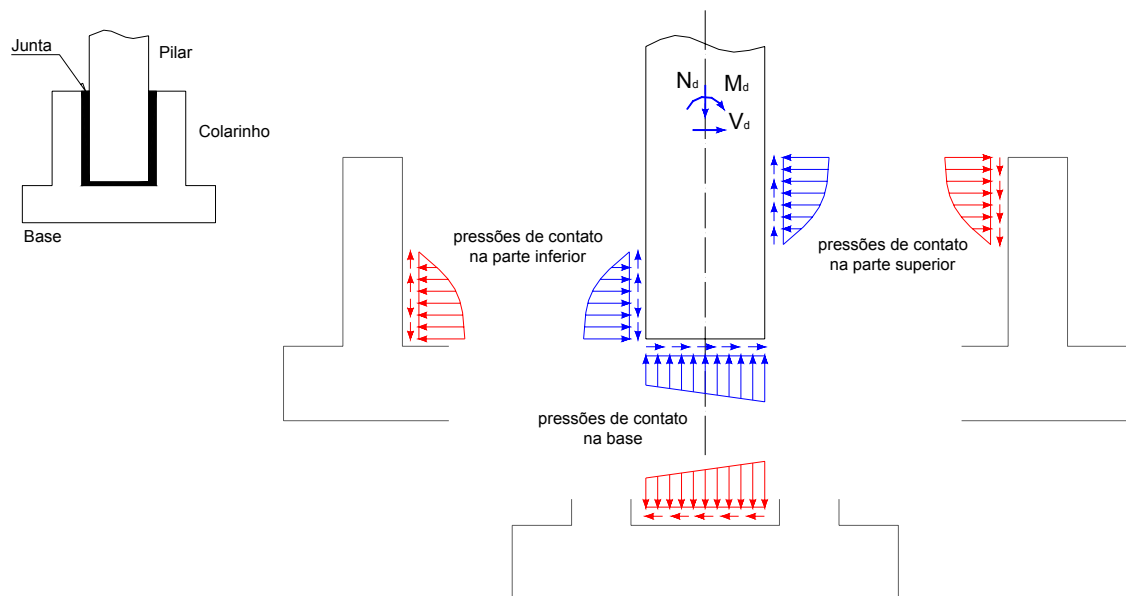 Junta
Pilar
Colarinho
Base
Nd
Md
Vd
pressões de contato
na parte inferior
pressões de contato
na parte superior
pressões de contato
na base